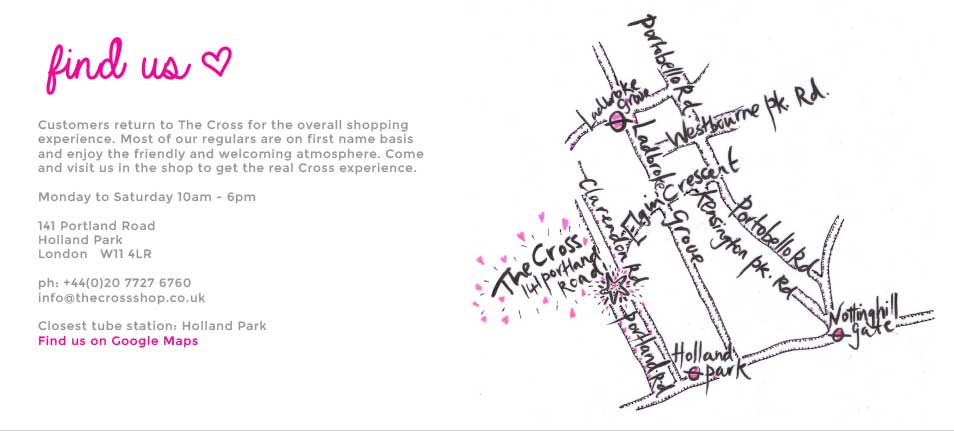 find us
Customers return to The Cross for the overall shopping
experience. Most of our regulars are on first name basis
and enjoy the friendly and welcoming atmosphere. Come
and visit us in the shop to get the real Cross experience.
Monday to Saturday 10am - 6pm
141 Portland Road
Holland Park
London W11 4LR
ph: +44(0)20 7727 6760
info@thecrossshop.co.uk
Closest tube station: Holland Park
Find us on Google Maps
Portobello Rd
Ladbroke
Grove
Westbourne pk. Rd.
Ladbroke Grove
Clarendon Rd
Elgin Crescent
Kensington pk. Rd
Portobello Rd
The Cross
141 portland
Road
portland Rd
Holland
park
Nottinghill
gate